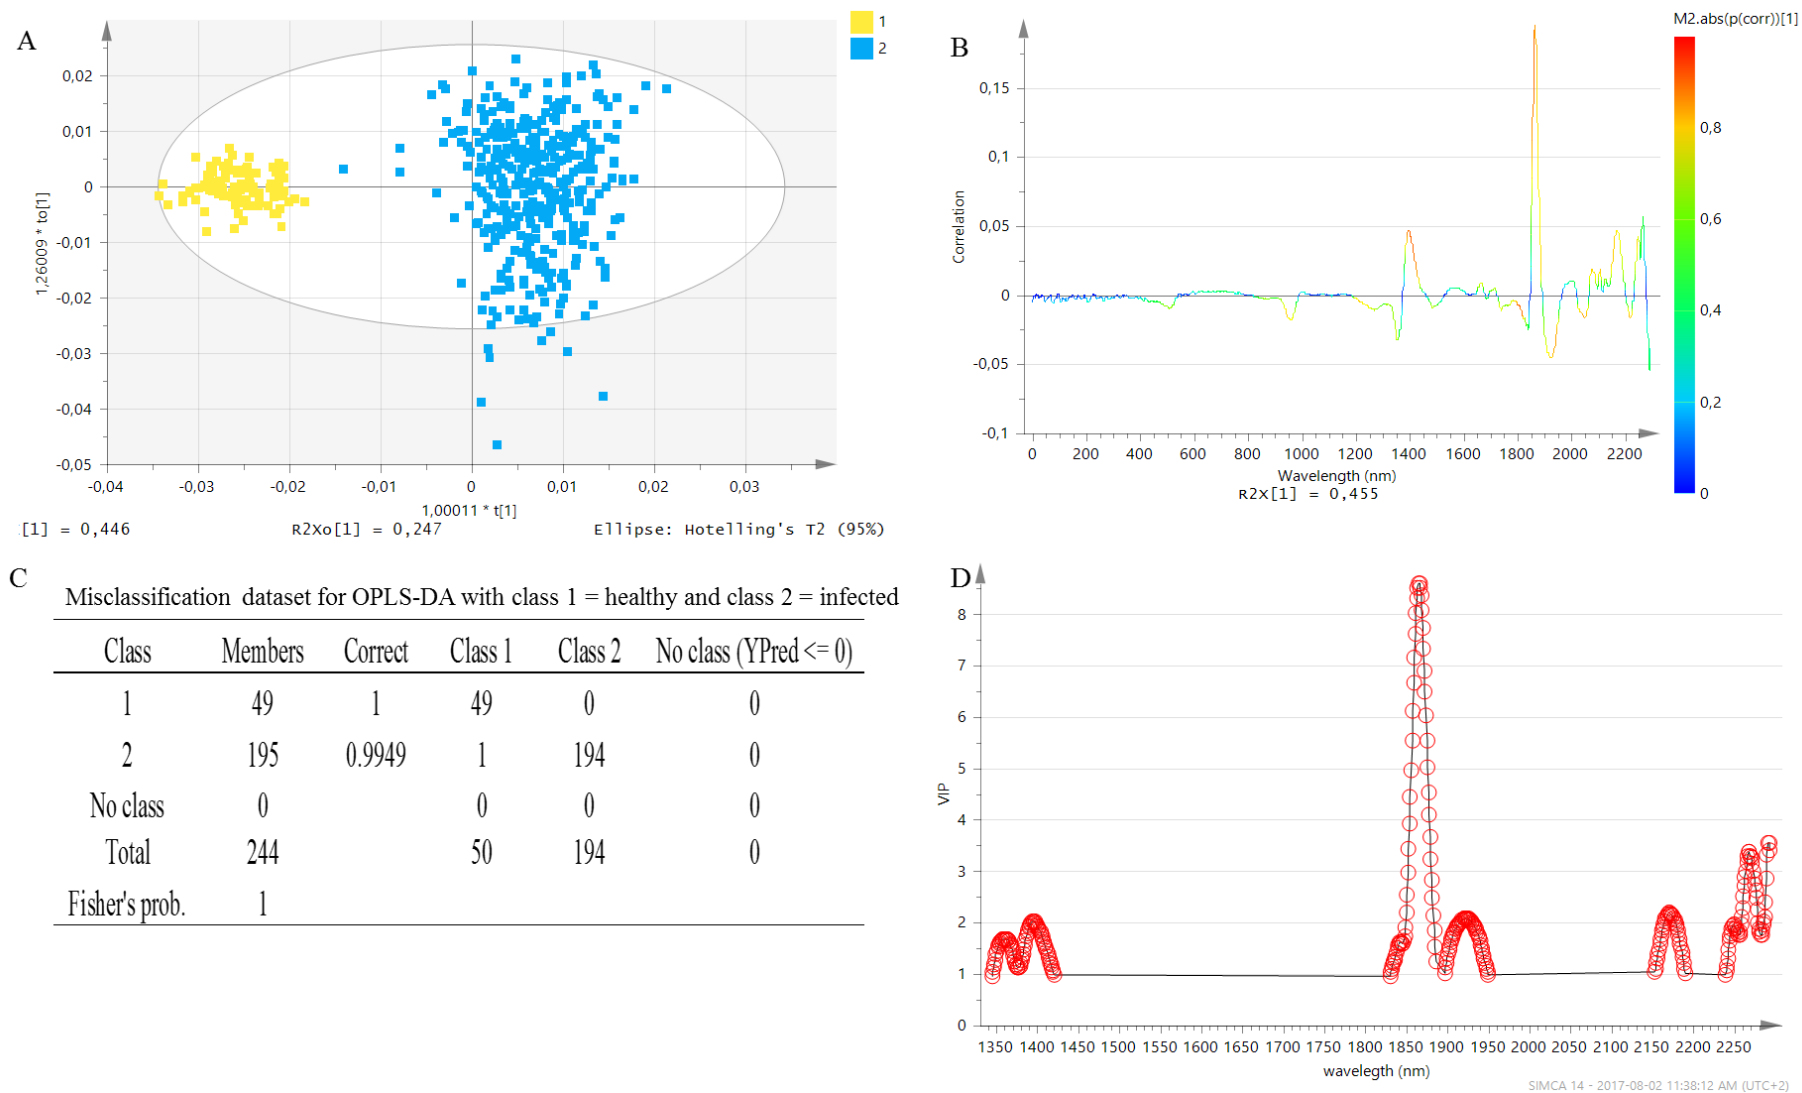 A
1
2
0,02
0,01
0
-0,01
-0,02
-0,03
-0,04
-0,05
1,26009 * to[1]
-0,04 -0,03 -0,02 -0,01 0 0,01 0,02 0,03
1,00011 * t[1]
[1] = 0,446 R2Xo[1] = 0,247 Ellipse: Hotelling's T2 (95%)
B
M2.abs(p(corr))[1]
0,15
0,1
0,05
0
-0,05
-0,1
Correlation
0 200 400 600 800 1000 1200 1400 1600 1800 2000 2200
Wavelength (nm)
R2X[1] = 0,455
0,8
0,6
0,4
0,2
0
C
Misclassification dataset for OPLS-DA with class 1 = healthy and class 2 = infected
Class Members Correct Class 1 Class 2 No class (YPred <= 0)
1 49 1 49 0 0
2 195 0.9949 1 194 0
No class 0 0 0 0
Total 244 50 194 0
Fisher's prob. 1
D
8
7
6
5
4
3
2
1
0
VIP
1350 1400 1450 1500 1550 1600 1650 1700 1750 1800 1850 1900 1950 2000 2050 2100 2150 2200 2250
wavelegth (nm)
SIMCA 14 - 2017-08-02 11:38:12 AM (UTC+2)